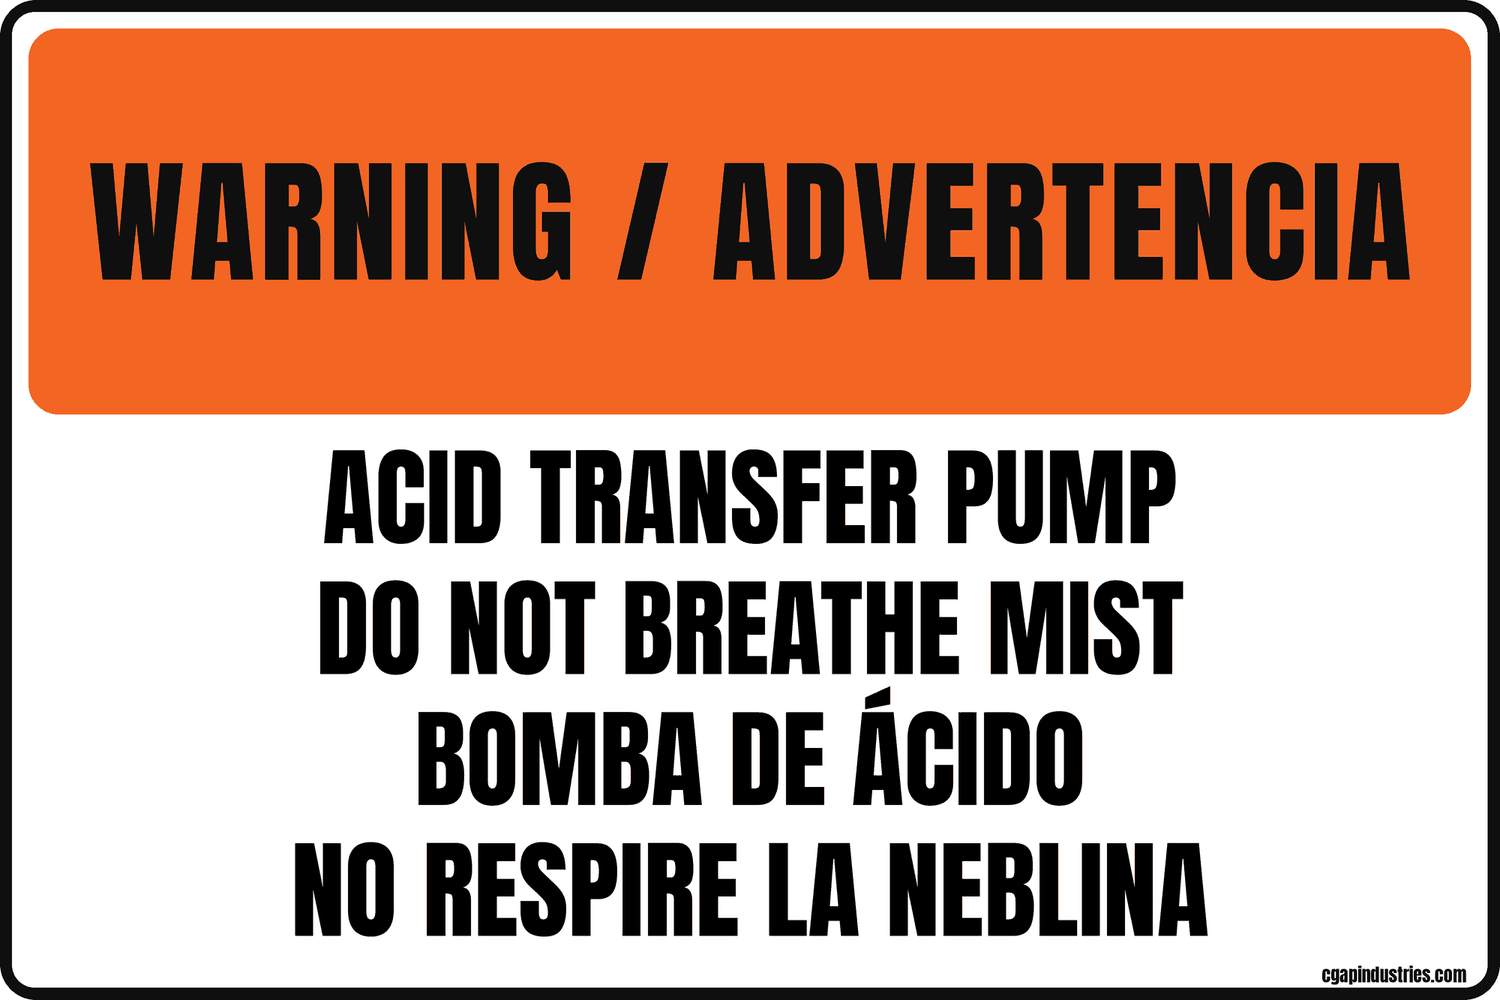 WARNING / ADVERTENCIA
ACID TRANSFER PUMP
DO NOT BREATHE MIST
BOMBA DE ÁCIDO
NO RESPIRE LA NEBLINA
cgapindustries.com